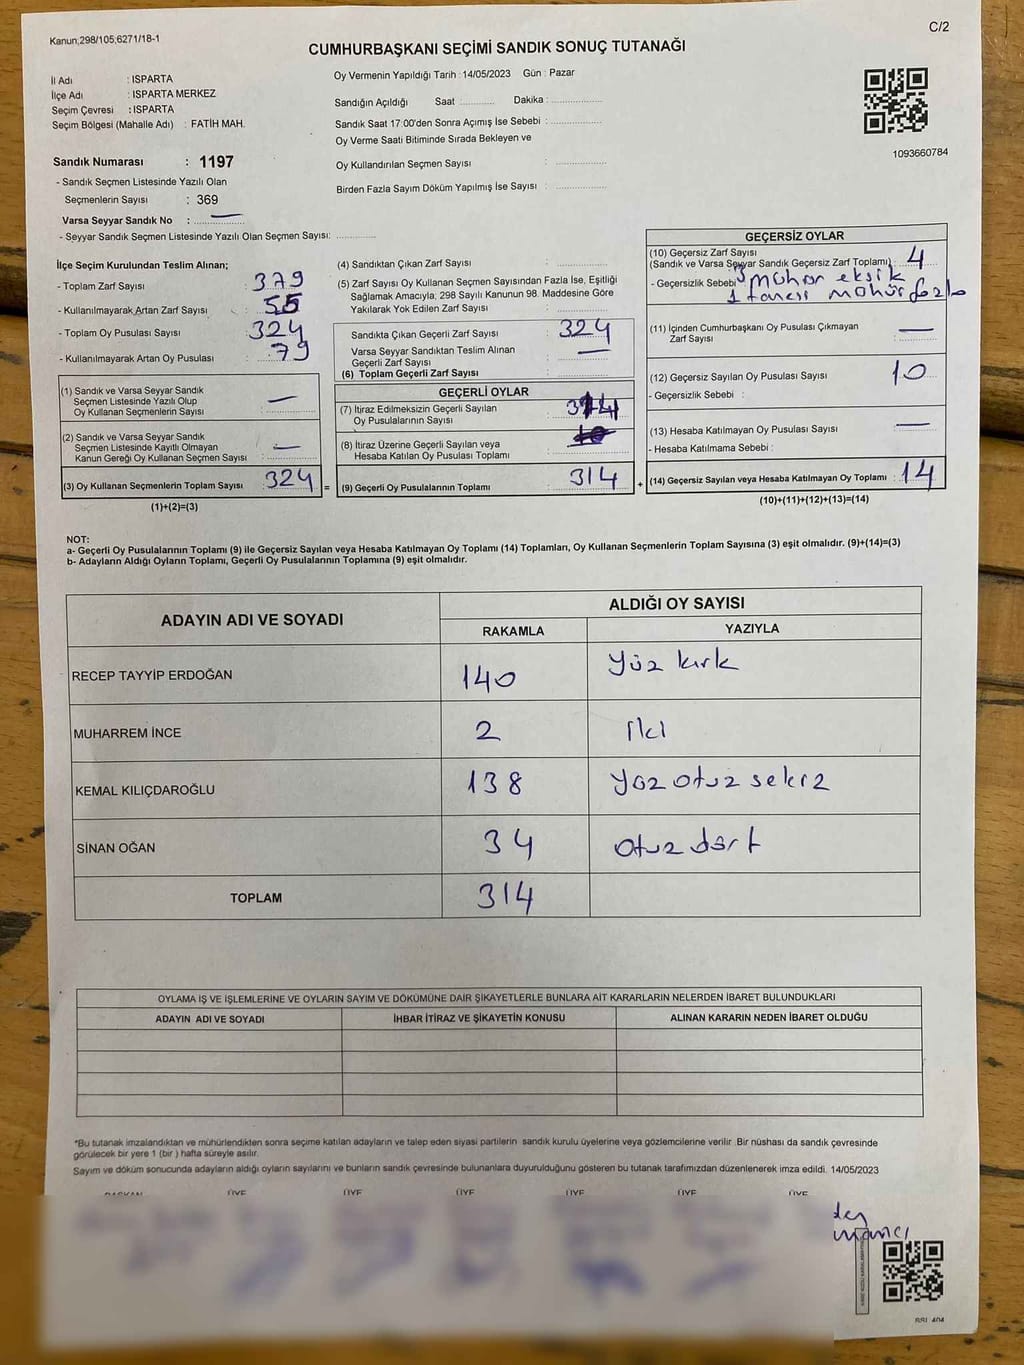 Kanun;298/105;6271/18-1
C/2
CUMHURBAŞKANI SEÇİMİ SANDIK SONUÇ TUTANAĞI
İl Adı : ISPARTA
İlçe Adı : ISPARTA MERKEZ
Seçim Çevresi : ISPARTA
Seçim Bölgesi (Mahalle Adı) : FATİH MAH.
Oy Vermenin Yapıldığı Tarih : 14/05/2023 Gün : Pazar
Sandığın Açıldığı Saat ............ Dakika : ..................
Sandık Saat 17:00'den Sonra Açımış İse Sebebi : ..................
Oy Verme Saati Bitiminde Sırada Bekleyen ve
Oy Kullandırılan Seçmen Sayısı : ..................
Birden Fazla Sayım Döküm Yapılmış İse Sayısı : ..................
1093660784
Sandık Numarası : 1197
- Sandık Seçmen Listesinde Yazılı Olan
Seçmenlerin Sayısı : 369
Varsa Seyyar Sandık No : —
- Seyyar Sandık Seçmen Listesinde Yazılı Olan Seçmen Sayısı: ..............
İlçe Seçim Kurulundan Teslim Alınan;
- Toplam Zarf Sayısı : 379
- Kullanılmayarak Artan Zarf Sayısı : 55
- Toplam Oy Pusulası Sayısı : 324
- Kullanılmayarak Artan Oy Pusulası : 79
(1) Sandık ve Varsa Seyyar Sandık
Seçmen Listesinde Yazılı Olup
Oy Kullanan Seçmenlerin Sayısı : —
(2) Sandık ve Varsa Seyyar Sandık
Seçmen Listesinde Kayıtlı Olmayan
Kanun Gereği Oy Kullanan Seçmen Sayısı : —
(3) Oy Kullanan Seçmenlerin Toplam Sayısı : 324 =
(1)+(2)=(3)
(4) Sandıktan Çıkan Zarf Sayısı : ..................
(5) Zarf Sayısı Oy Kullanan Seçmen Sayısından Fazla İse, Eşitliği
Sağlamak Amacıyla; 298 Sayılı Kanunun 98. Maddesine Göre
Yakılarak Yok Edilen Zarf Sayısı : ..................
Sandıkta Çıkan Geçerli Zarf Sayısı : 324
Varsa Seyyar Sandıktan Teslim Alınan
Geçerli Zarf Sayısı : —
(6) Toplam Geçerli Zarf Sayısı
GEÇERLİ OYLAR
(7) İtiraz Edilmeksizin Geçerli Sayılan
Oy Pusulalarının Sayısı : 314
(8) İtiraz Üzerine Geçerli Sayılan veya
Hesaba Katılan Oy Pusulası Toplamı :
(9) Geçerli Oy Pusulalarının Toplamı : 314 +
GEÇERSİZ OYLAR
(10) Geçersiz Zarf Sayısı
(Sandık ve Varsa Seyyar Sandık Geçersiz Zarf Toplamı) : 4
- Geçersizlik Sebebi : 3 mühür eksik
1 tanesi mühür fazla
(11) İçinden Cumhurbaşkanı Oy Pusulası Çıkmayan
Zarf Sayısı : —
(12) Geçersiz Sayılan Oy Pusulası Sayısı : 10
- Geçersizlik Sebebi :
(13) Hesaba Katılmayan Oy Pusulası Sayısı : —
- Hesaba Katılmama Sebebi :
(14) Geçersiz Sayılan veya Hesaba Katılmayan Oy Toplamı : 14
(10)+(11)+(12)+(13)=(14)
NOT:
a- Geçerli Oy Pusulalarının Toplamı (9) ile Geçersiz Sayılan veya Hesaba Katılmayan Oy Toplamı (14) Toplamları, Oy Kullanan Seçmenlerin Toplam Sayısına (3) eşit olmalıdır. (9)+(14)=(3)
b- Adayların Aldığı Oyların Toplamı, Geçerli Oy Pusulalarının Toplamına (9) eşit olmalıdır.
ADAYIN ADI VE SOYADI ALDIĞI OY SAYISI
RAKAMLA YAZIYLA
RECEP TAYYİP ERDOĞAN 140 Yüz kırk
MUHARREM İNCE 2 İki
KEMAL KILIÇDAROĞLU 138 Yüz otuz sekiz
SİNAN OĞAN 34 Otuz dört
TOPLAM 314
OYLAMA İŞ VE İŞLEMLERİNE VE OYLARIN SAYIM VE DÖKÜMÜNE DAİR ŞİKAYETLERLE BUNLARA AİT KARARLARIN NELERDEN İBARET BULUNDUKLARI
ADAYIN ADI VE SOYADI İHBAR İTİRAZ VE ŞİKAYETİN KONUSU ALINAN KARARIN NEDEN İBARET OLDUĞU
*Bu tutanak imzalandıktan ve mühürlendikten sonra seçime katılan adayların ve talep eden siyasi partilerin sandık kurulu üyelerine veya gözlemcilerine verilir. Bir nüshası da sandık çevresinde
görülecek bir yere 1 (bir ) hafta süreyle asılır.
Sayım ve döküm sonucunda adayların aldığı oyların sayılarını ve bunların sandık çevresinde bulunanlara duyurulduğunu gösteren bu tutanak tarafımızdan düzenlenerek imza edildi. 14/05/2023
BAŞKAN ÜYE ÜYE ÜYE ÜYE ÜYE ÜYE